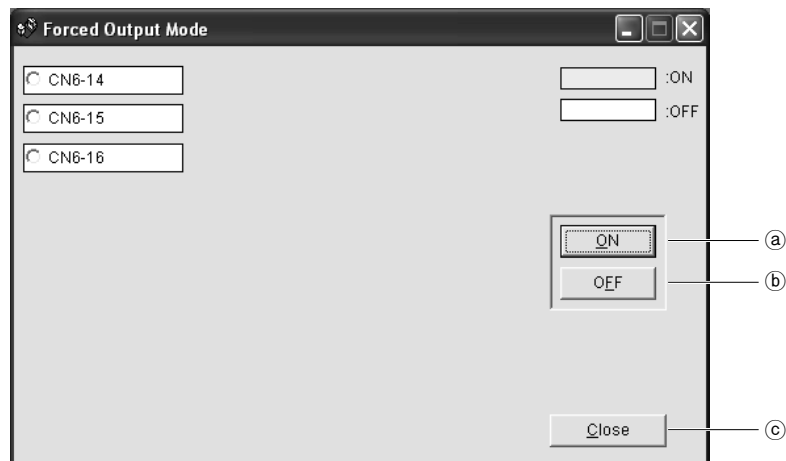 Forced Output Mode
CN6-14
CN6-15
CN6-16
:ON
:OFF
ON
OFF
Close
ⓐ
ⓑ
ⓒ